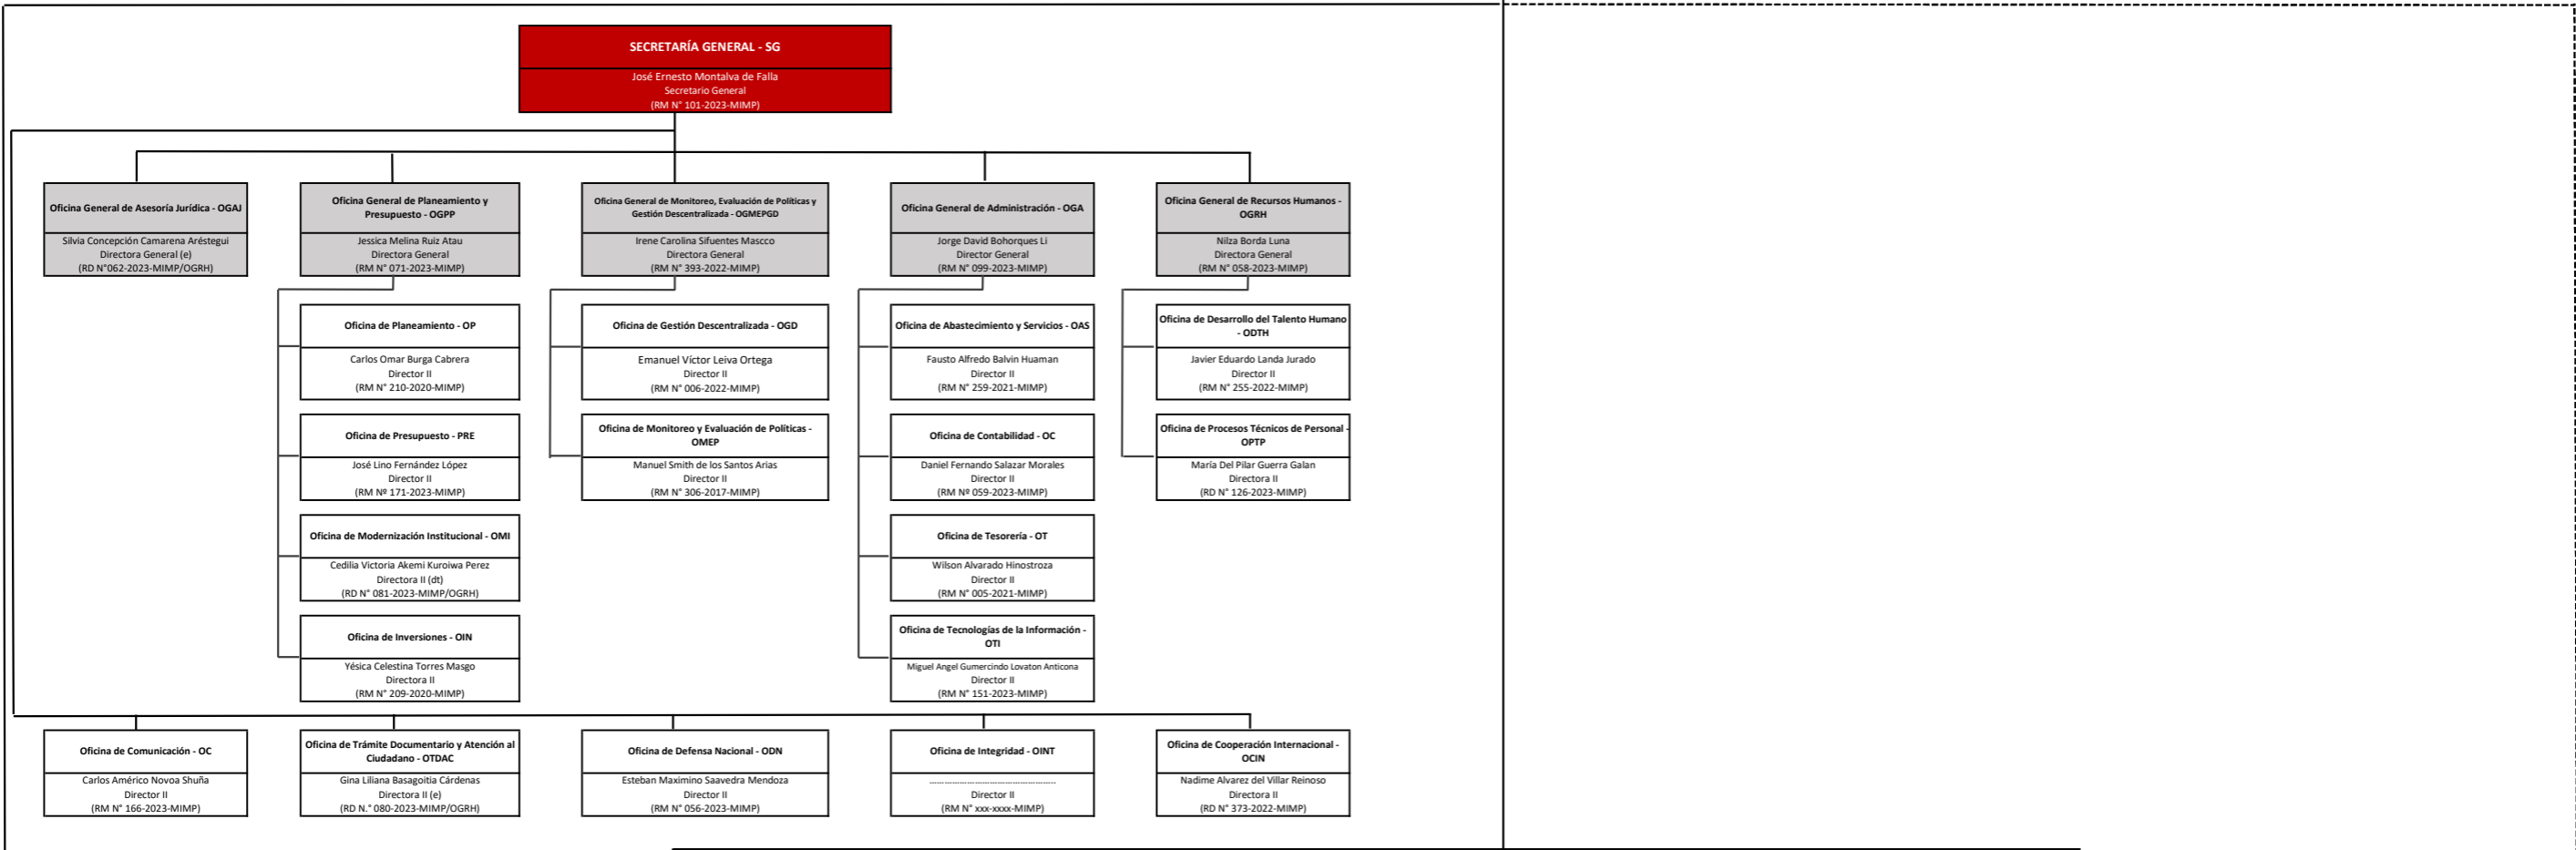 SECRETARÍA GENERAL - SG
José Ernesto Montalva de Falla
Secretario General
(RM N° 101-2023-MIMP)
Oficina General de Asesoría Jurídica - OGAJ
Silvia Concepción Camarena Aréstegui
Directora General (e)
(RD N°062-2023-MIMP/OGRH)
Oficina General de Planeamiento y
Presupuesto - OGPP
Jessica Melina Ruiz Atau
Directora General
(RM N° 071-2023-MIMP)
Oficina General de Monitoreo, Evaluación de Políticas y
Gestión Descentralizada - OGMEPGD
Irene Carolina Sifuentes Mascco
Directora General
(RM N° 393-2022-MIMP)
Oficina General de Administración - OGA
Jorge David Bohorques Li
Director General
(RM N° 099-2023-MIMP)
Oficina General de Recursos Humanos -
OGRH
Nilza Borda Luna
Directora General
(RM N° 058-2023-MIMP)
Oficina de Planeamiento - OP
Carlos Omar Burga Cabrera
Director II
(RM N° 210-2020-MIMP)
Oficina de Gestión Descentralizada - OGD
Emanuel Víctor Leiva Ortega
Director II
(RM N° 006-2022-MIMP)
Oficina de Abastecimiento y Servicios - OAS
Fausto Alfredo Balvin Huaman
Director II
(RM N° 259-2021-MIMP)
Oficina de Desarrollo del Talento Humano
- ODTH
Javier Eduardo Landa Jurado
Director II
(RM N° 255-2022-MIMP)
Oficina de Presupuesto - PRE
José Lino Fernández López
Director II
(RM Nº 171-2023-MIMP)
Oficina de Monitoreo y Evaluación de Políticas -
OMEP
Manuel Smith de los Santos Arias
Director II
(RM N° 306-2017-MIMP)
Oficina de Contabilidad - OC
Daniel Fernando Salazar Morales
Director II
(RM Nº 059-2023-MIMP)
Oficina de Procesos Técnicos de Personal -
OPTP
María Del Pilar Guerra Galan
Directora II
(RD N° 126-2023-MIMP)
Oficina de Modernización Institucional - OMI
Cedilia Victoria Akemi Kuroiwa Perez
Directora II (dt)
(RD N° 081-2023-MIMP/OGRH)
Oficina de Tesorería - OT
Wilson Alvarado Hinostroza
Director II
(RM N° 005-2021-MIMP)
Oficina de Inversiones - OIN
Yésica Celestina Torres Masgo
Directora II
(RM N° 209-2020-MIMP)
Oficina de Tecnologías de la Información -
OTI
Miguel Angel Gumercindo Lovaton Anticona
Director II
(RM N° 151-2023-MIMP)
Oficina de Comunicación - OC
Carlos Américo Novoa Shuña
Director II
(RM N° 166-2023-MIMP)
Oficina de Trámite Documentario y Atención al
Ciudadano - OTDAC
Gina Liliana Basagoitia Cárdenas
Directora II (e)
(RD N.° 080-2023-MIMP/OGRH)
Oficina de Defensa Nacional - ODN
Esteban Maximino Saavedra Mendoza
Director II
(RM N° 056-2023-MIMP)
Oficina de Integridad - OINT
................................................
Director II
(RM N° xxx-xxxx-MIMP)
Oficina de Cooperación Internacional -
OCIN
Nadime Alvarez del Villar Reinoso
Directora II
(RD N° 373-2022-MIMP)